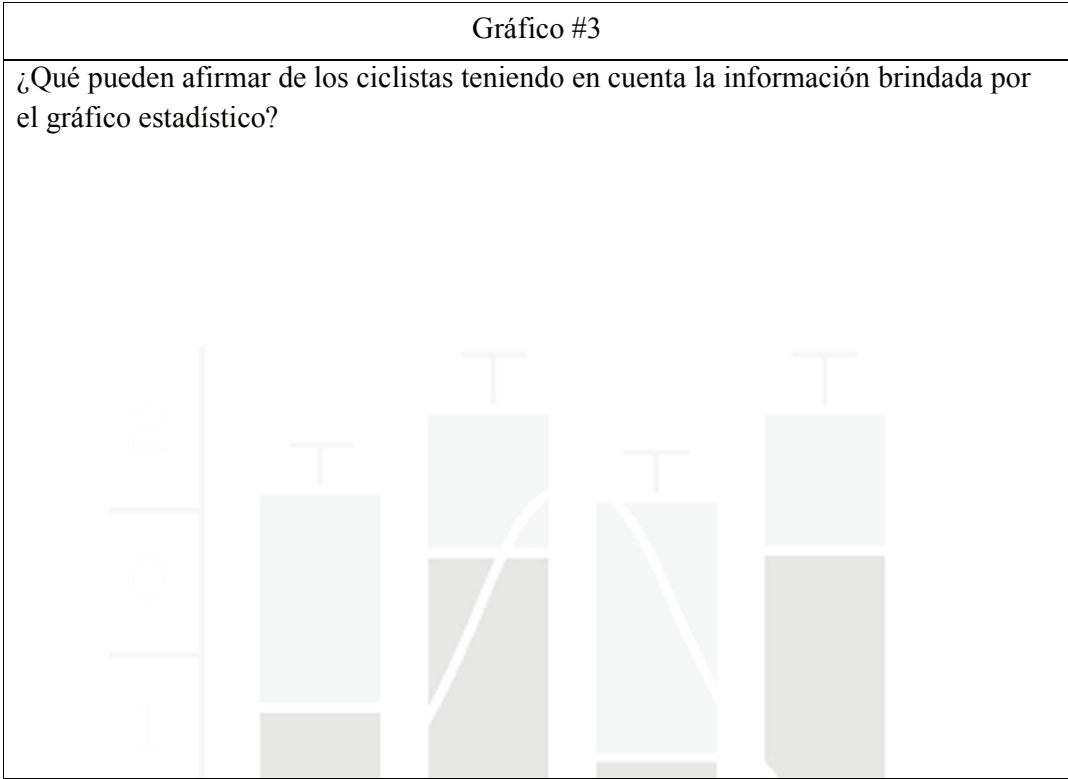 Gráfico #3
¿Qué pueden afirmar de los ciclistas teniendo en cuenta la información brindada por
el gráfico estadístico?